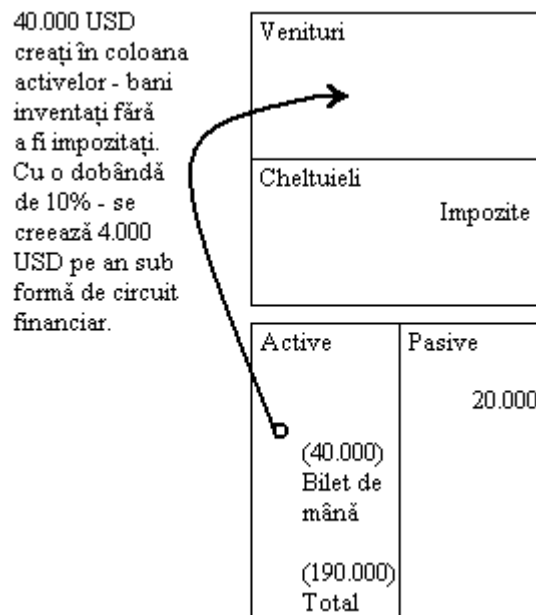 40.000 USD
creați în coloana
activelor - bani
inventați fără
a fi impozitați.
Cu o dobândă
de 10% - se
creează 4.000
USD pe an sub
formă de circuit
financiar.
Venituri
Cheltuieli
Impozite
Active
Pasive
20.000
(40.000)
Bilet de
mână
(190.000)
Total